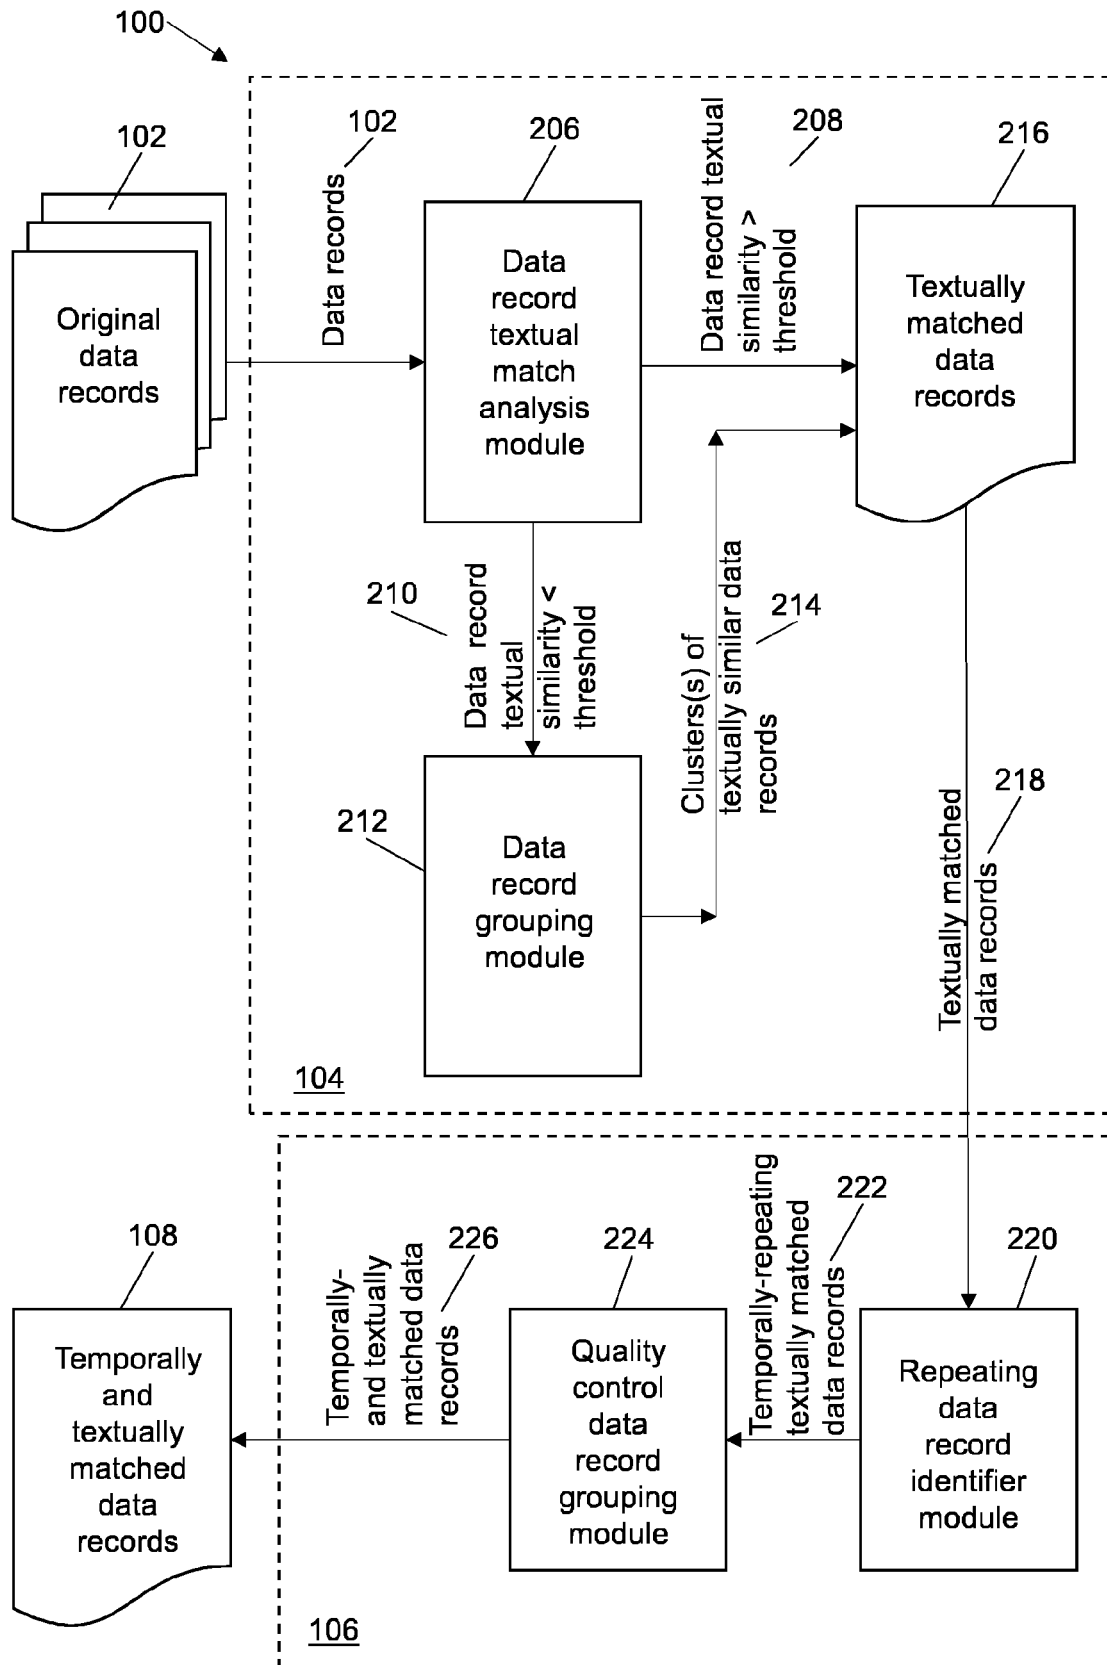 100
102
Original
data
records
Data records
102
206
Data
record
textual
match
analysis
module
Data record textual
similarity >
threshold
208
216
Textually
matched
data
records
210
Data record
textual
similarity <
threshold
Clusters(s) of
textually similar data
records
214
212
Data
record
grouping
module
Textually matched
data records
218
104
108
Temporally
and
textually
matched
data
records
Temporally-
and textually
matched data
records
226
224
Quality
control
data
record
grouping
module
Temporally-repeating
textually matched
data records
222
220
Repeating
data
record
identifier
module
106